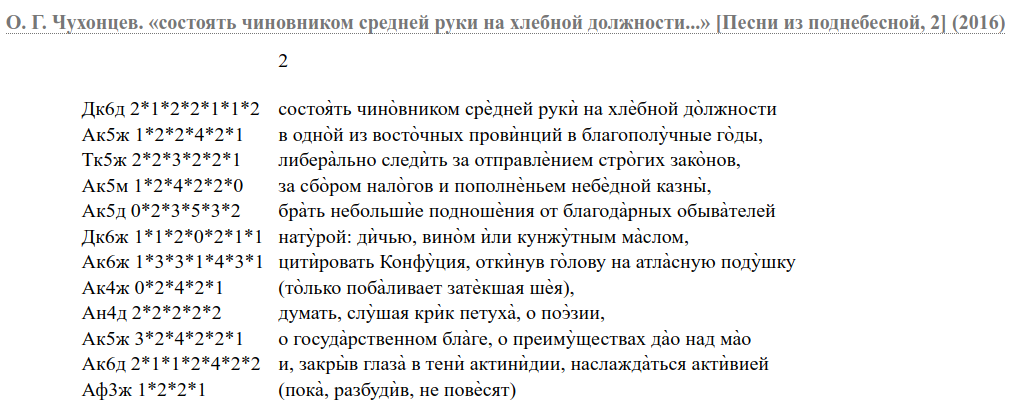 О. Г. Чухонцев. «состоять чиновником средней руки на хлебной должности...» [Песни из поднебесной, 2] (2016)
2
Дк6д 2*1*2*2*1*1*2 состоя̀ть чино̀вником срѐдней рукѝ на хлѐбной до̀лжности
Ак5ж 1*2*2*4*2*1 в одно̀й из восто̀чных провѝнций в благополу̀чные го̀ды,
Тк5ж 2*2*3*2*2*1 либера̀льно следѝть за отправлѐнием стро̀гих зако̀нов,
Ак5м 1*2*4*2*2*0 за сбо̀ром нало̀гов и пополнѐньем небѐдной казны̀,
Ак5д 0*2*3*5*3*2 бра̀ть небольшѝе подношѐния от благода̀рных обыва̀телей
Дк6ж 1*1*2*0*2*1*1 нату̀рой: дѝчью, вино̀м ѝли кунжу̀тным ма̀слом,
Ак6ж 1*3*3*1*4*3*1 цитѝровать Конфу̀ция, откѝнув го̀лову на атла̀сную поду̀шку
Ак4ж 0*2*4*2*1 (то̀лько поба̀ливает затѐкшая шѐя),
Ан4д 2*2*2*2*2 ду̀мать, слу̀шая крѝк петуха̀, о поэ̀зии,
Ак5ж 3*2*4*2*2*1 о госуда̀рственном бла̀ге, о преиму̀ществах да̀о над ма̀о
Ак6д 2*1*1*2*4*2*2 и, закры̀в глаза̀ в тенѝ актинѝдии, наслажда̀ться актѝвией
Аф3ж 1*2*2*1 (пока̀, разбудѝв, не повѐсят)